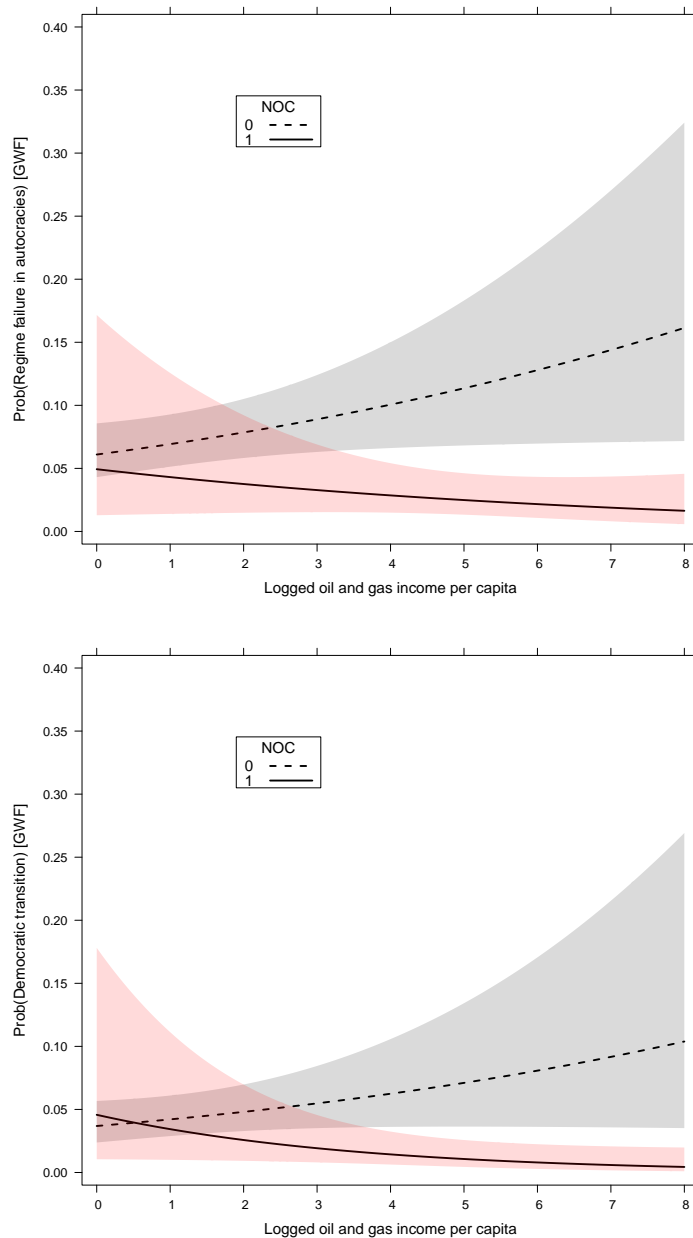 0.40
0.35
0.30
0.25
0.20
0.15
0.10
0.05
0.00
Prob(Regime failure in autocracies) [GWF]
NOC
0
1
0 1 2 3 4 5 6 7 8
Logged oil and gas income per capita
0.40
0.35
0.30
0.25
0.20
0.15
0.10
0.05
0.00
Prob(Democratic transition) [GWF]
NOC
0
1
0 1 2 3 4 5 6 7 8
Logged oil and gas income per capita